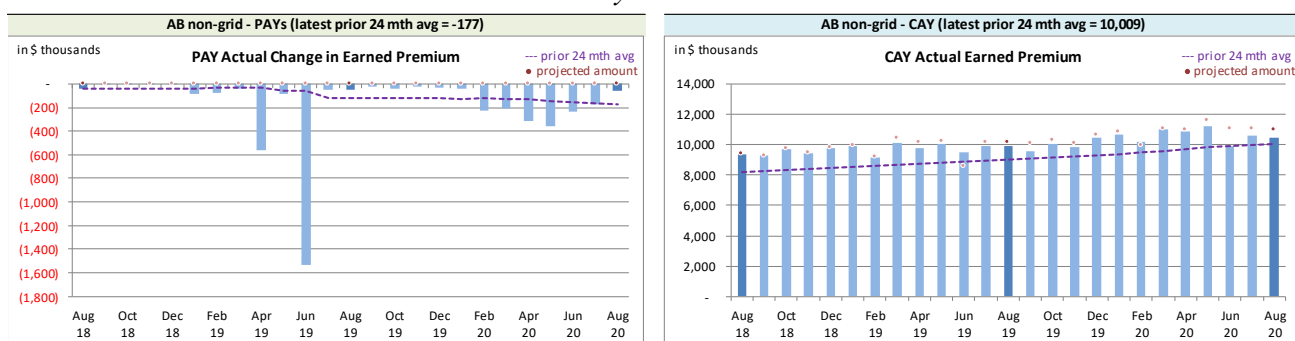 AB non-grid - PAYs (latest prior 24 mth avg = -177)
in $ thousands
PAY Actual Change in Earned Premium
--- prior 24 mth avg
• projected amount
-
(200)
(400)
(600)
(800)
(1,000)
(1,200)
(1,400)
(1,600)
(1,800)
Aug Oct Dec Feb Apr Jun Aug Oct Dec Feb Apr Jun Aug
18 18 18 19 19 19 19 19 19 20 20 20 20
AB non-grid - CAY (latest prior 24 mth avg = 10,009)
in $ thousands
CAY Actual Earned Premium
--- prior 24 mth avg
• projected amount
14,000
12,000
10,000
8,000
6,000
4,000
2,000
-
Aug Oct Dec Feb Apr Jun Aug Oct Dec Feb Apr Jun Aug
18 18 18 19 19 19 19 19 19 20 20 20 20